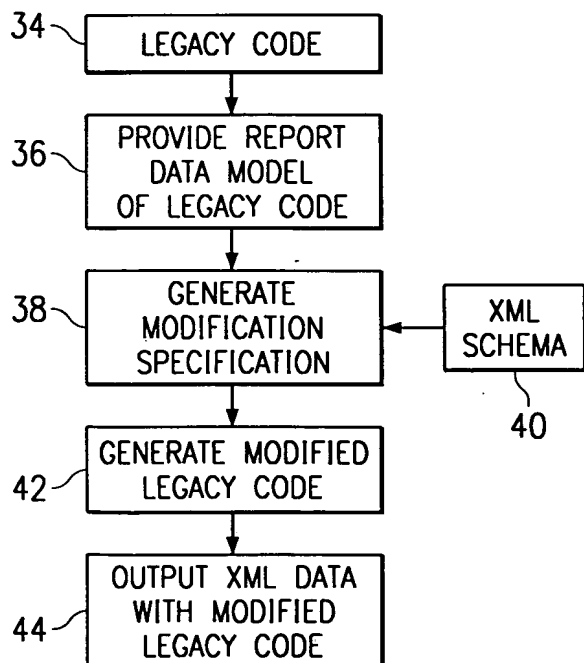 34
LEGACY CODE
36
PROVIDE REPORT
DATA MODEL
OF LEGACY CODE
38
GENERATE
MODIFICATION
SPECIFICATION
XML
SCHEMA
40
42
GENERATE MODIFIED
LEGACY CODE
44
OUTPUT XML DATA
WITH MODIFIED
LEGACY CODE